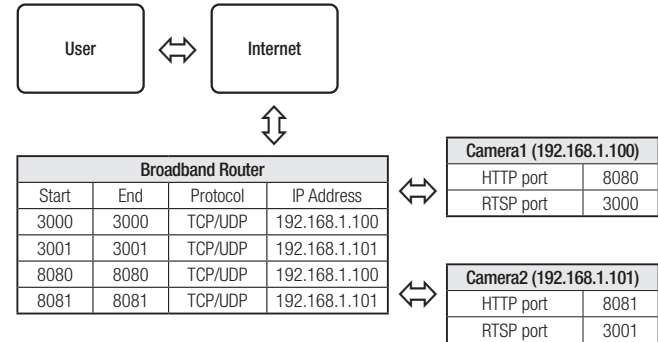 User
Internet
Broadband Router
Start End Protocol IP Address
3000 3000 TCP/UDP 192.168.1.100
3001 3001 TCP/UDP 192.168.1.101
8080 8080 TCP/UDP 192.168.1.100
8081 8081 TCP/UDP 192.168.1.101
Camera1 (192.168.1.100)
HTTP port 8080
RTSP port 3000
Camera2 (192.168.1.101)
HTTP port 8081
RTSP port 3001